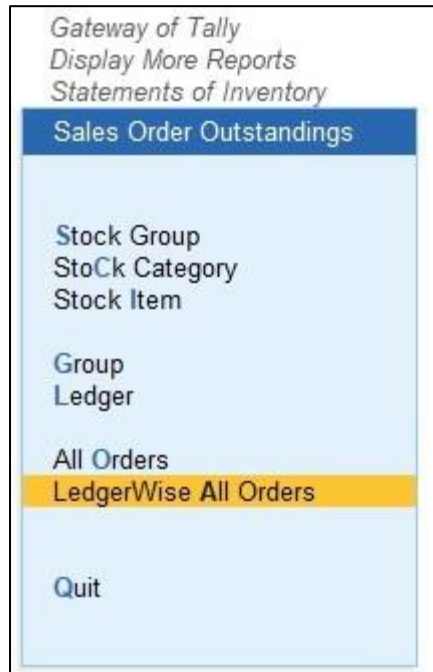 Gateway of Tally
Display More Reports
Statements of Inventory
Sales Order Outstandings
Stock Group
StoCk Category
Stock Item
Group
Ledger
All Orders
LedgerWise All Orders
Quit